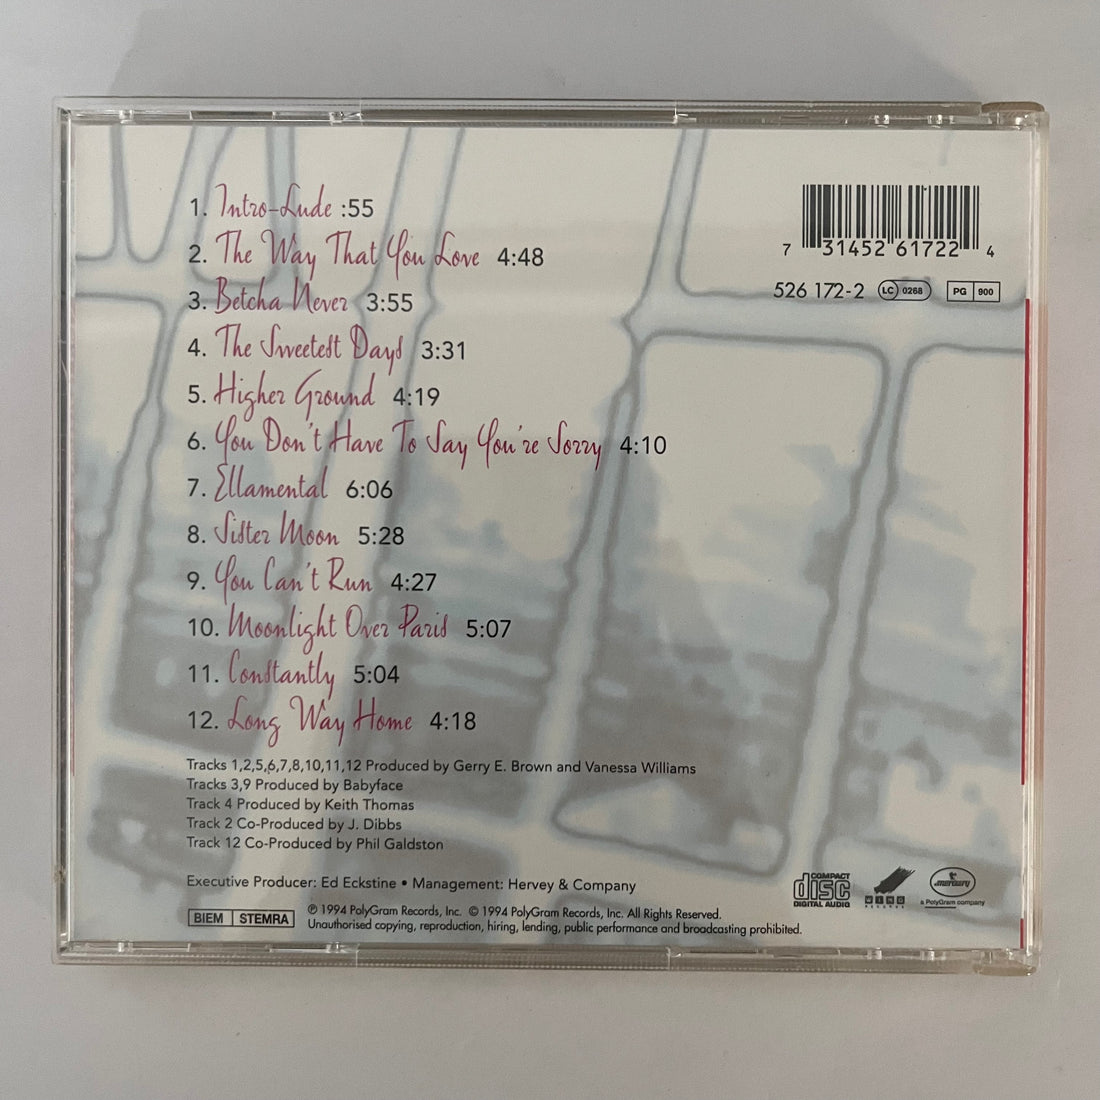 1. Intro-Lude :55
2. The Way That You Love 4:48
3. Betcha Never 3:55
4. The Sweetest Days 3:31
5. Higher Ground 4:19
6. You Don't Have To Say You're Sorry 4:10
7. Ellamental 6:06
8. Sister Moon 5:28
9. You Can't Run 4:27
10. Moonlight Over Paris 5:07
11. Constantly 5:04
12. Long Way Home 4:18
7 31452 61722 4
526 172-2 LC 0268 PG 900
Tracks 1,2,5,6,7,8,10,11,12 Produced by Gerry E. Brown and Vanessa Williams
Tracks 3,9 Produced by Babyface
Track 4 Produced by Keith Thomas
Track 2 Co-Produced by J. Dibbs
Track 12 Co-Produced by Phil Galdston
Executive Producer: Ed Eckstine • Management: Hervey & Company
BIEM STEMRA
℗ 1994 PolyGram Records, Inc. © 1994 PolyGram Records, Inc. All Rights Reserved.
Unauthorised copying, reproduction, hiring, lending, public performance and broadcasting prohibited.
COMPACT
disc
DIGITAL AUDIO
WING
RECORDS
mercury
a PolyGram company